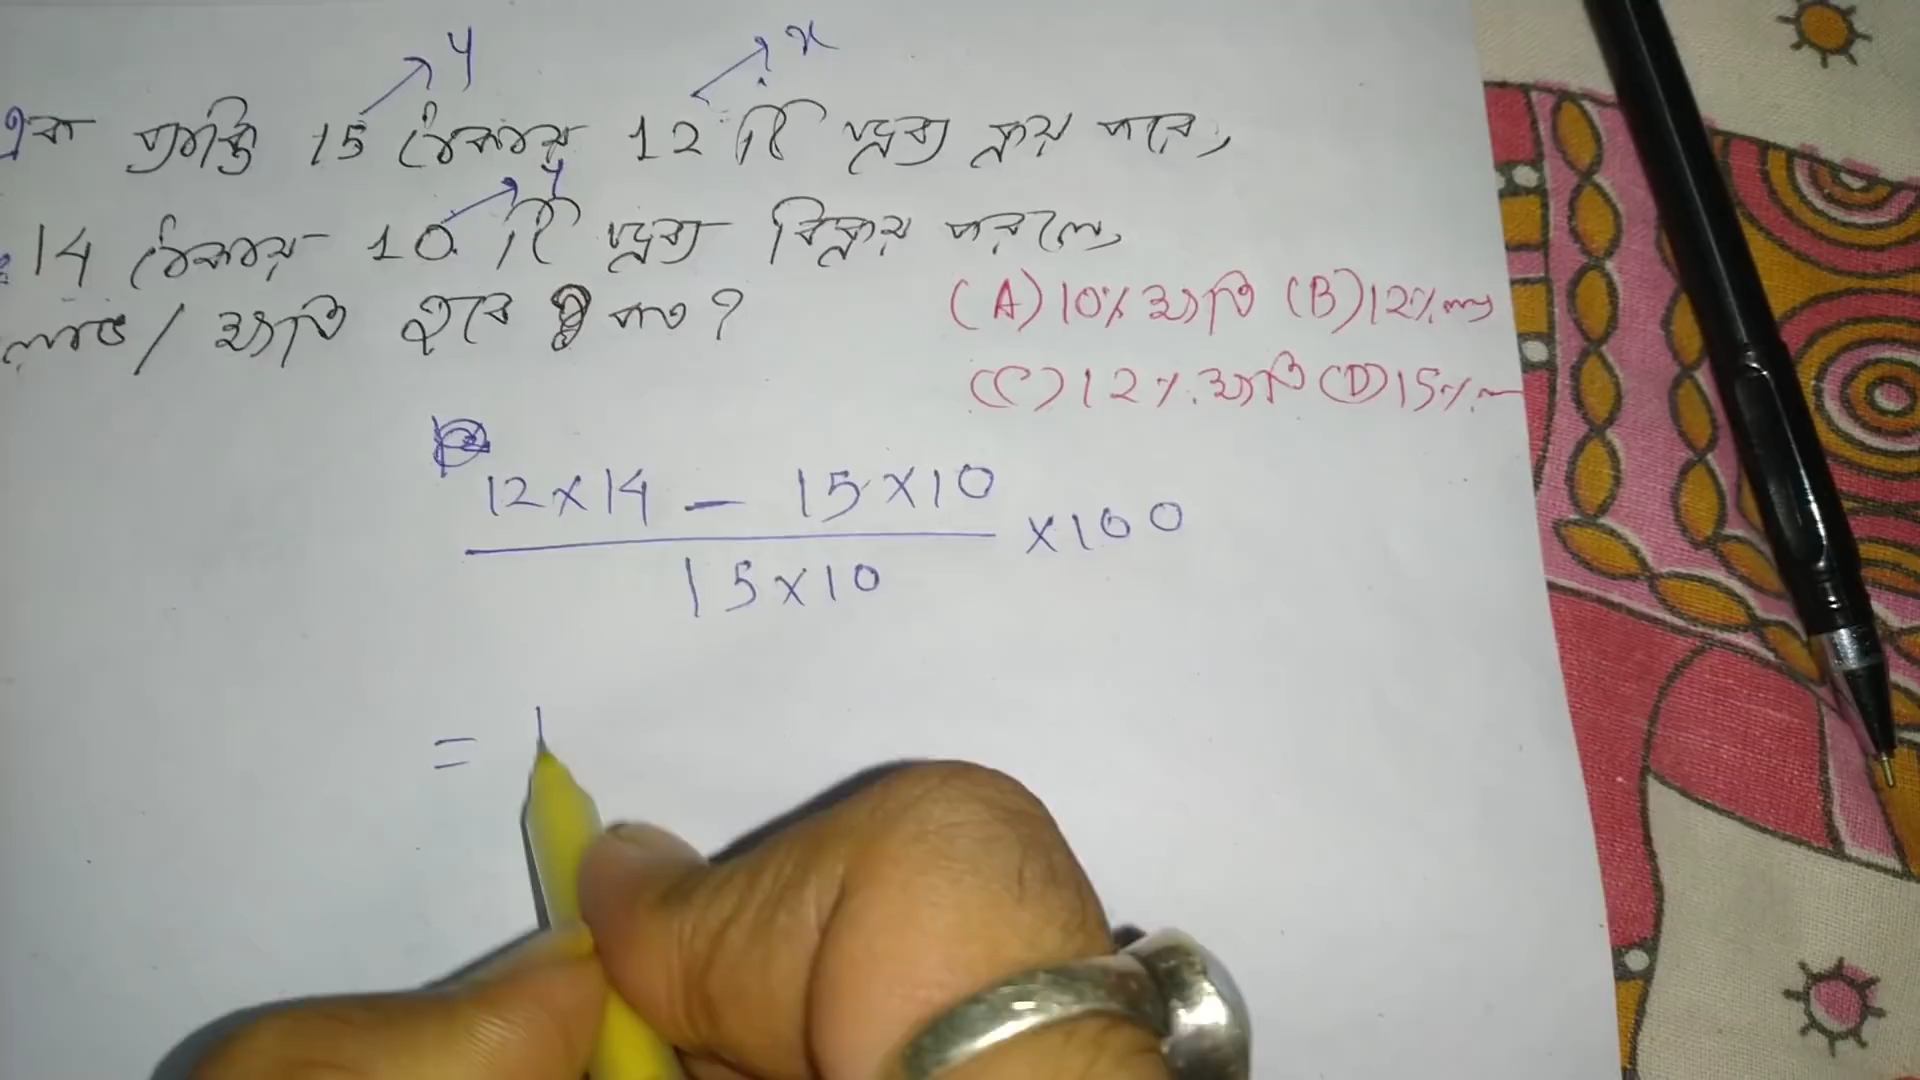 y x
এক ব্যক্তি 15 টাকায় 12 টি দ্রব্য ক্রয় করে,
y
14 টাকায় 10 টি দ্রব্য বিক্রয় করলে,
লাভ / ক্ষতি হবে কত?
(A) 10% ক্ষতি (B) 12% লাভ
(C) 12% ক্ষতি (D) 15%
12×14 - 15×10
×100
15×10
=